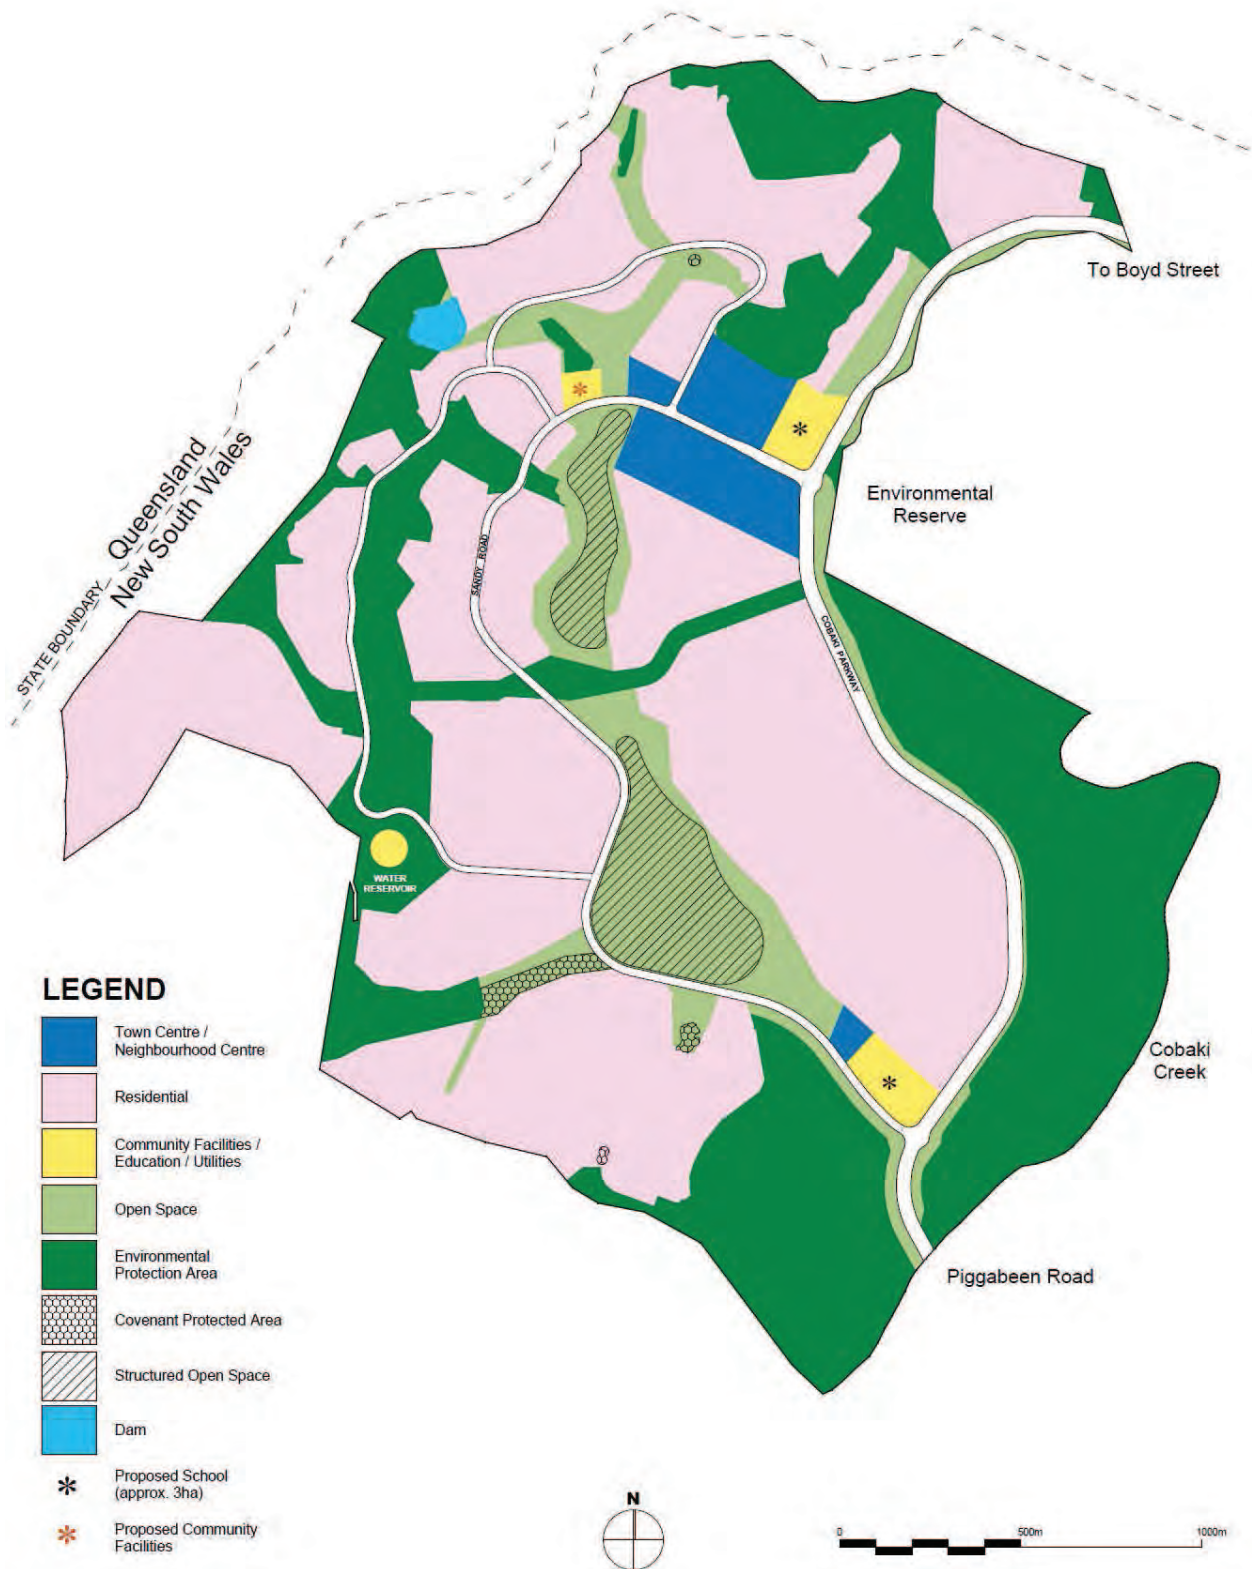 To Boyd Street
Queensland
New South Wales
STATE BOUNDARY
Environmental
Reserve
SANDY ROAD
COBAKI PARKWAY
WATER
RESERVOIR
Cobaki
Creek
Piggabeen Road
LEGEND
Town Centre /
Neighbourhood Centre
Residential
Community Facilities /
Education / Utilities
Open Space
Environmental
Protection Area
Covenant Protected Area
Structured Open Space
Dam
Proposed School
(approx. 3ha)
Proposed Community
Facilities
N
0 500m 1000m